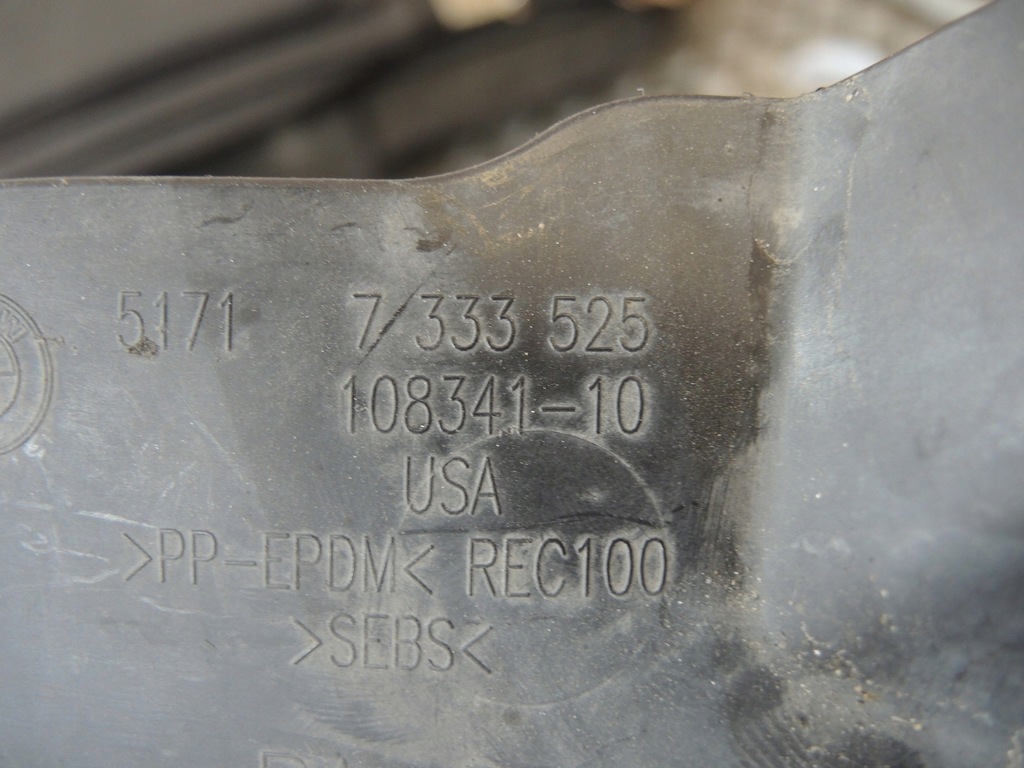 5171 7 333 525
108341-10
USA
>PP-EPDM< REC100
>SEBS<